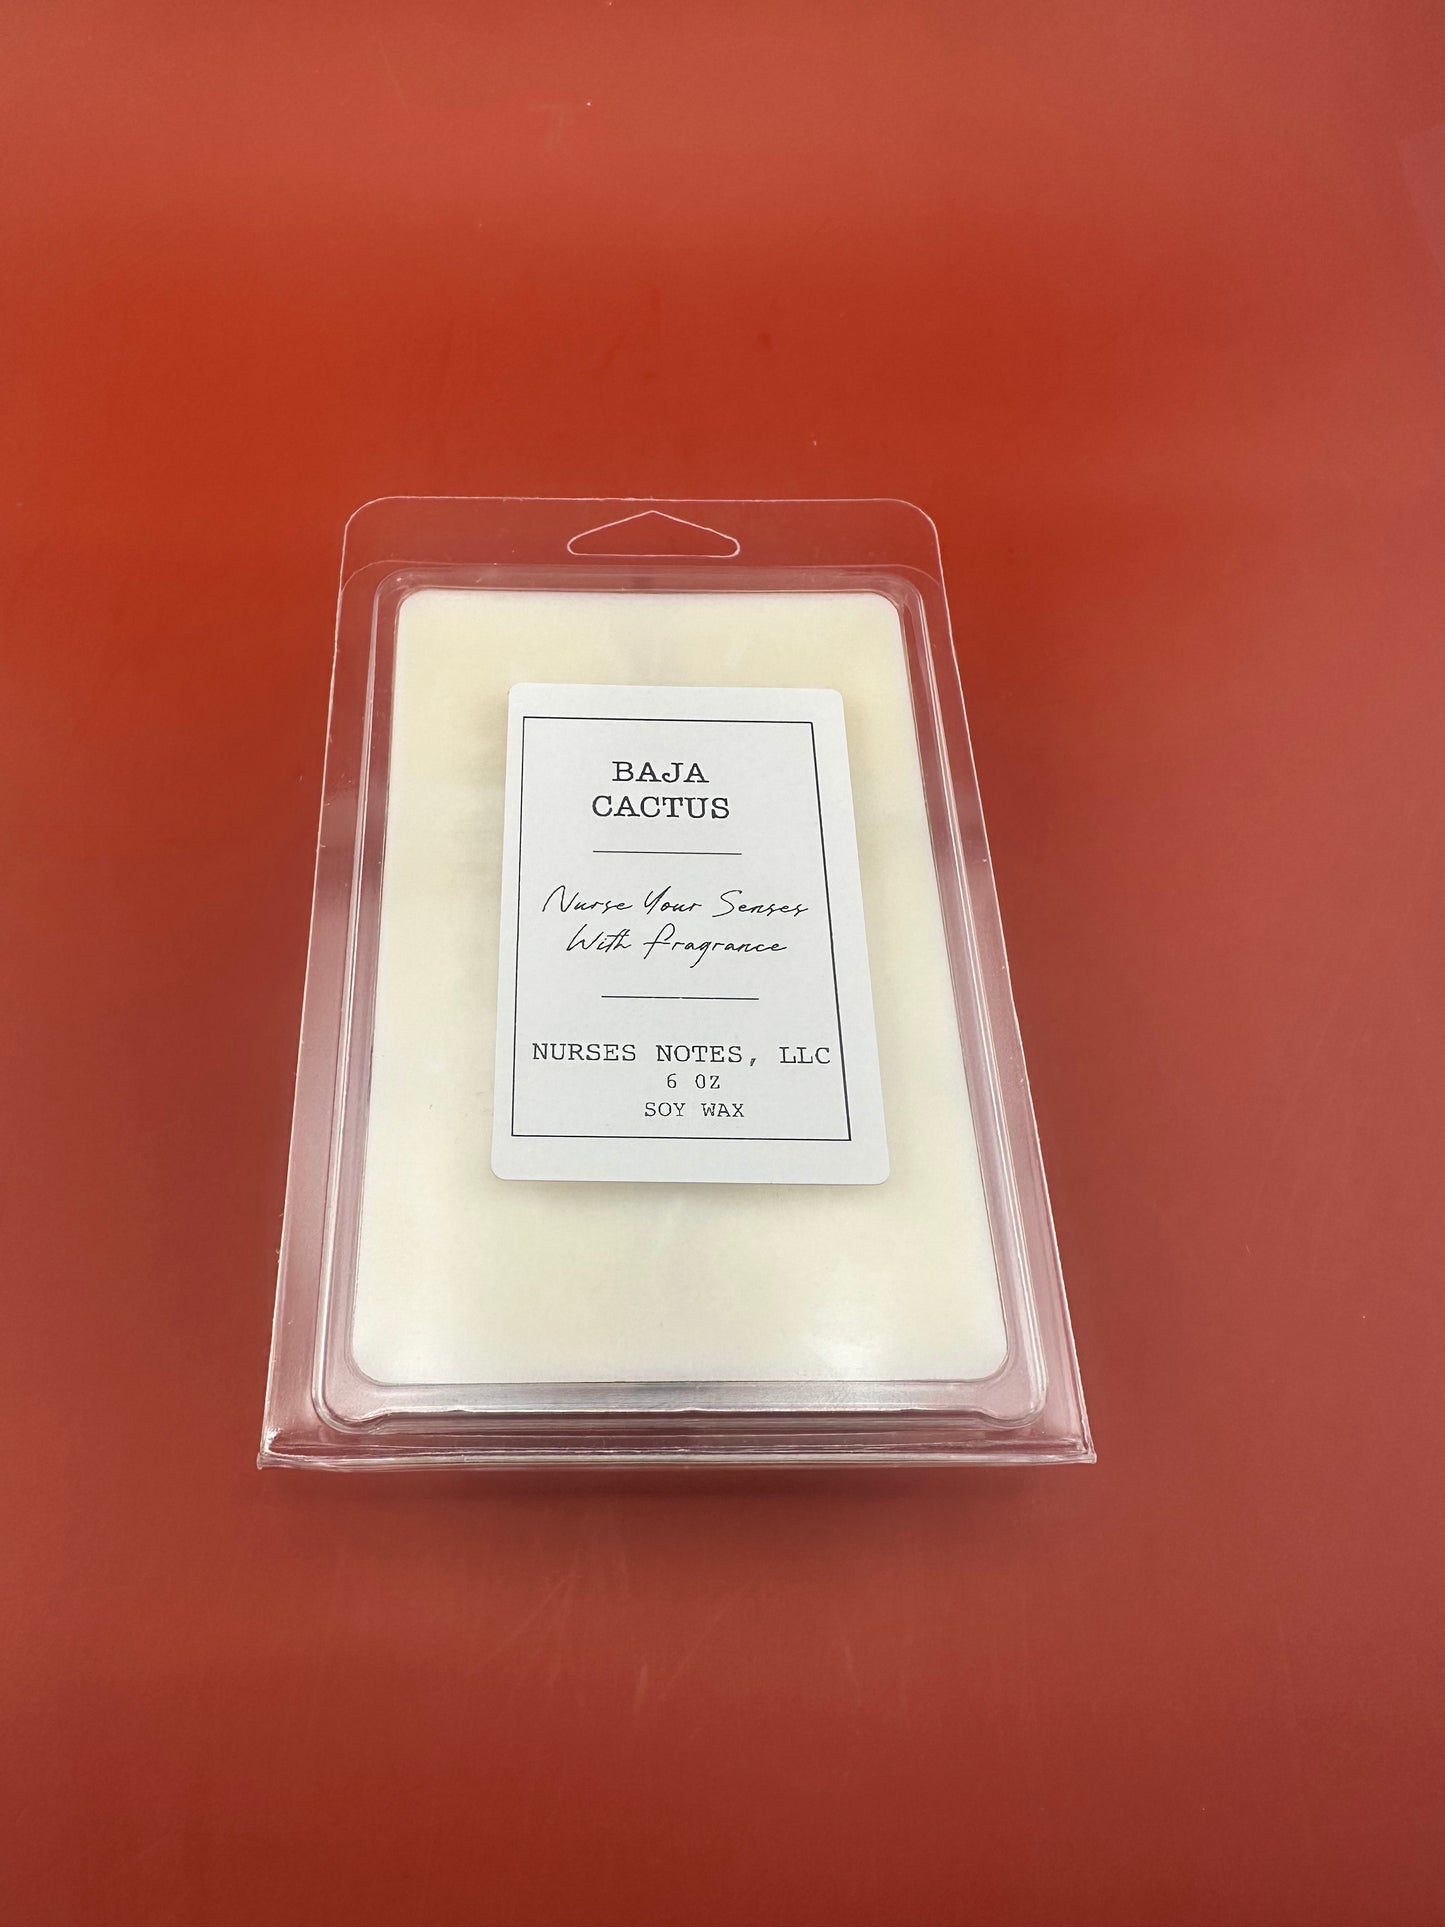 BAJA
CACTUS
Nurse Your Senses
With Fragrance
NURSES NOTES, LLC
6 OZ
SOY WAX